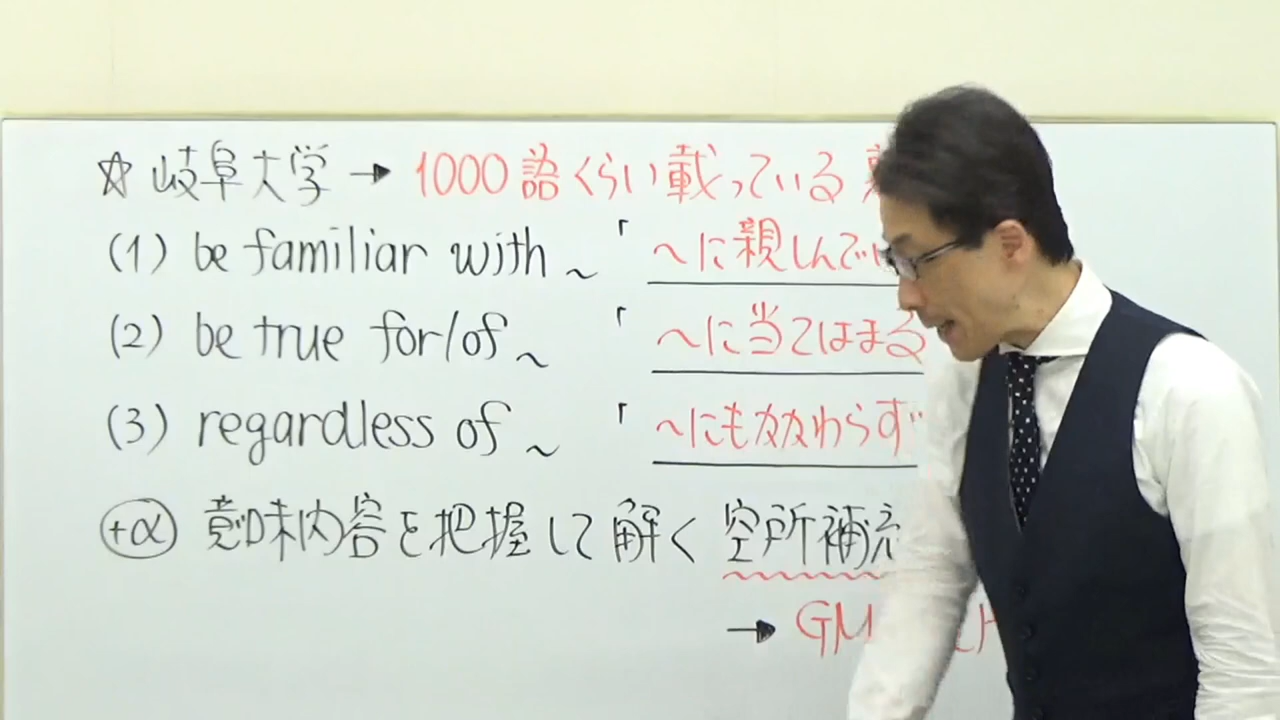 ☆ 岐阜大学 → 1000語くらい載っている
(1) be familiar with ~ 「 ~に親しんで
(2) be true for/of ~ 「 ~に当てはまる
(3) regardless of ~ 「 ~にもかかわらず
+α 意味内容を把握して解く 空所補充
→ GM